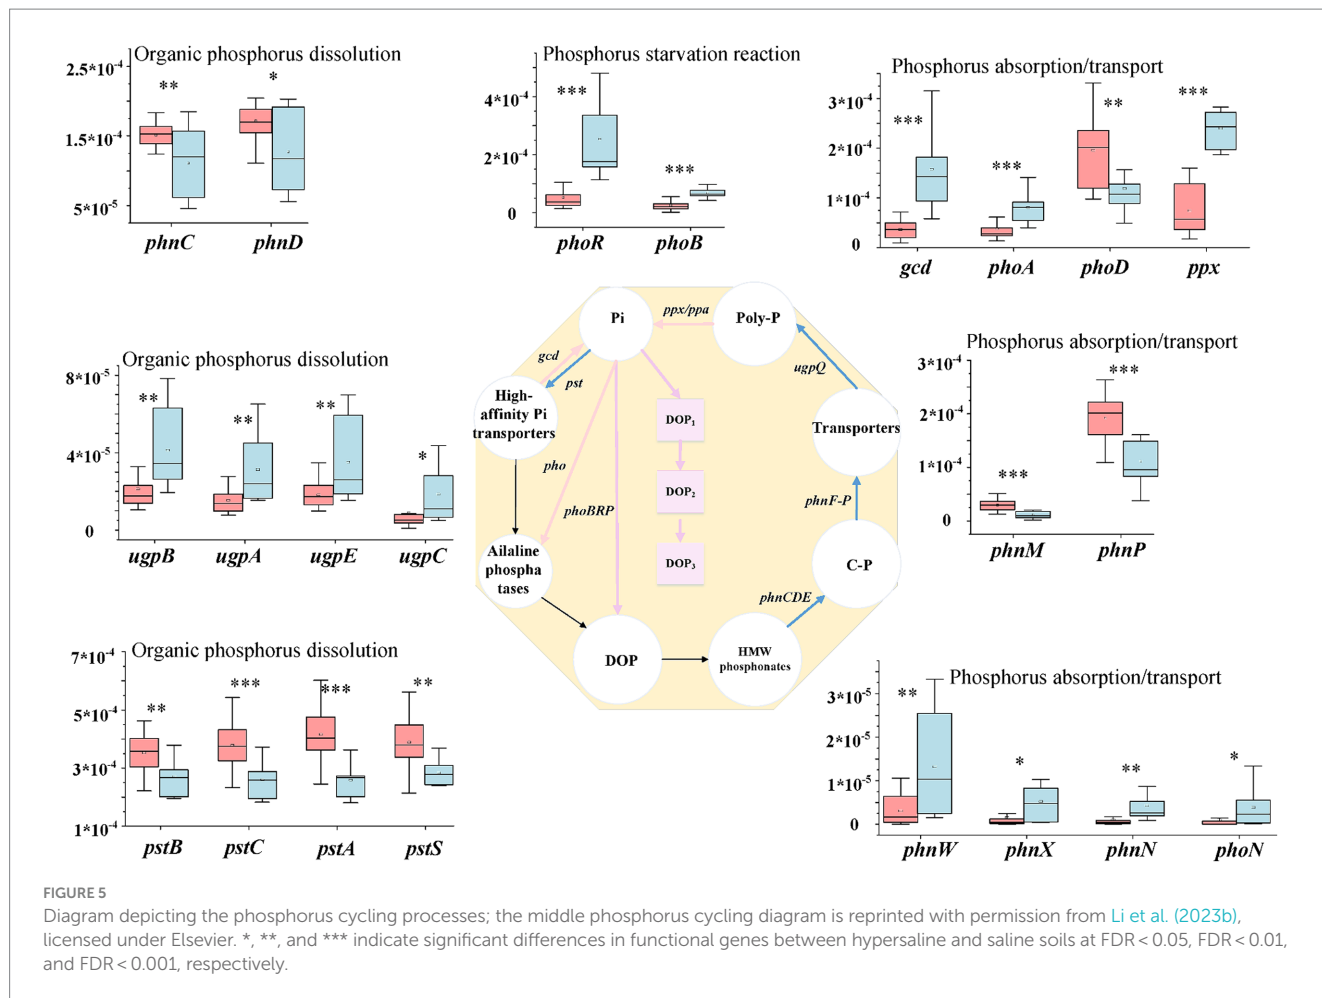 Organic phosphorus dissolution
2.5*10⁻⁴
1.5*10⁻⁴
5*10⁻⁵
**
*
phnC
phnD
Phosphorus starvation reaction
4*10⁻⁴
2*10⁻⁴
0
***
***
phoR
phoB
Phosphorus absorption/transport
3*10⁻⁴
2*10⁻⁴
1*10⁻⁴
0
***
***
**
***
gcd
phoA
phoD
ppx
Organic phosphorus dissolution
8*10⁻⁵
4*10⁻⁵
0
**
**
**
*
ugpB
ugpA
ugpE
ugpC
Pi
ppx/ppa
Poly-P
gcd
pst
ugpQ
High-
affinity Pi
transporters
DOP₁
Transporters
pho
DOP₂
phnF-P
phoBRP
Ailaline
phospha
tases
DOP₃
C-P
phnCDE
DOP
HMW
phosphonates
Phosphorus absorption/transport
3*10⁻⁴
2*10⁻⁴
1*10⁻⁴
0
***
***
phnM
phnP
Organic phosphorus dissolution
7*10⁻⁴
5*10⁻⁴
3*10⁻⁴
1*10⁻⁴
**
***
***
**
pstB
pstC
pstA
pstS
Phosphorus absorption/transport
3*10⁻⁵
2*10⁻⁵
1*10⁻⁵
0
**
*
**
*
phnW
phnX
phnN
phoN
FIGURE 5
Diagram depicting the phosphorus cycling processes; the middle phosphorus cycling diagram is reprinted with permission from Li et al. (2023b),
licensed under Elsevier. *, **, and *** indicate significant differences in functional genes between hypersaline and saline soils at FDR < 0.05, FDR < 0.01,
and FDR < 0.001, respectively.